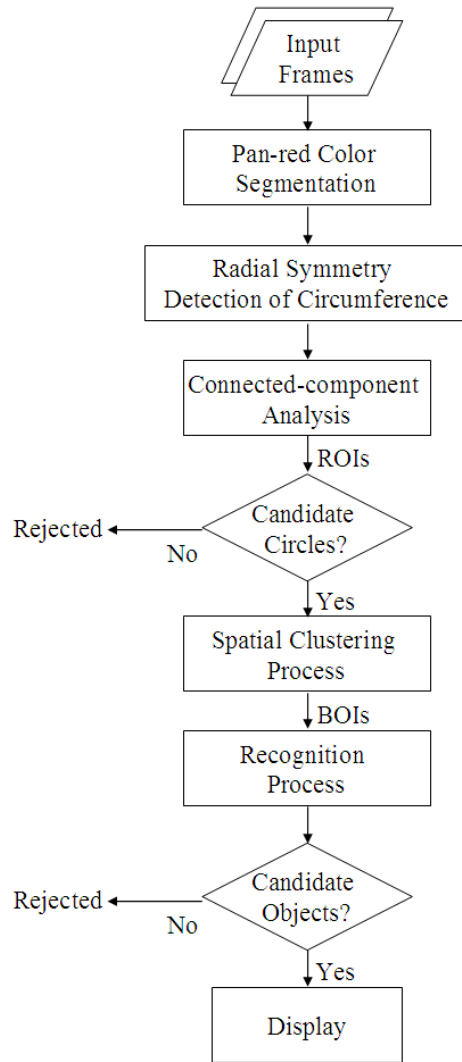 Input
Frames
Pan-red Color
Segmentation
Radial Symmetry
Detection of Circumference
Connected-component
Analysis
ROIs
Candidate
Circles?
Rejected
No
Yes
Spatial Clustering
Process
BOIs
Recognition
Process
Candidate
Objects?
Rejected
No
Yes
Display